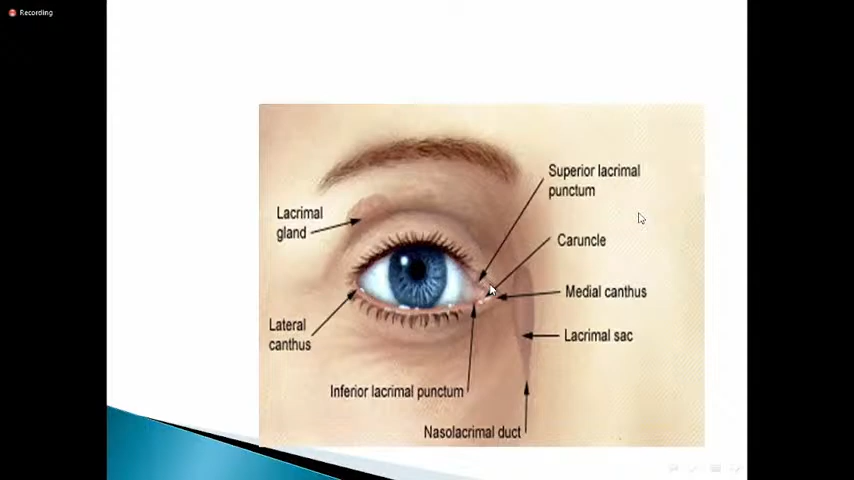 Recording
Superior lacrimal
punctum
Lacrimal
gland
Caruncle
Medial canthus
Lateral
canthus
Lacrimal sac
Inferior lacrimal punctum
Nasolacrimal duct